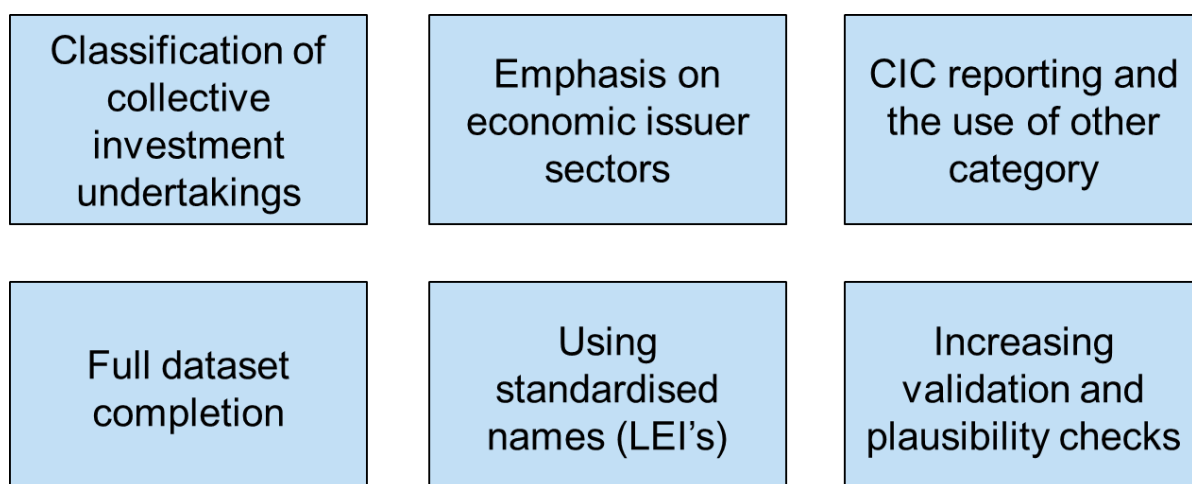 Classification of
collective
investment
undertakings
Emphasis on
economic issuer
sectors
CIC reporting and
the use of other
category
Full dataset
completion
Using
standardised
names (LEI's)
Increasing
validation and
plausibility checks